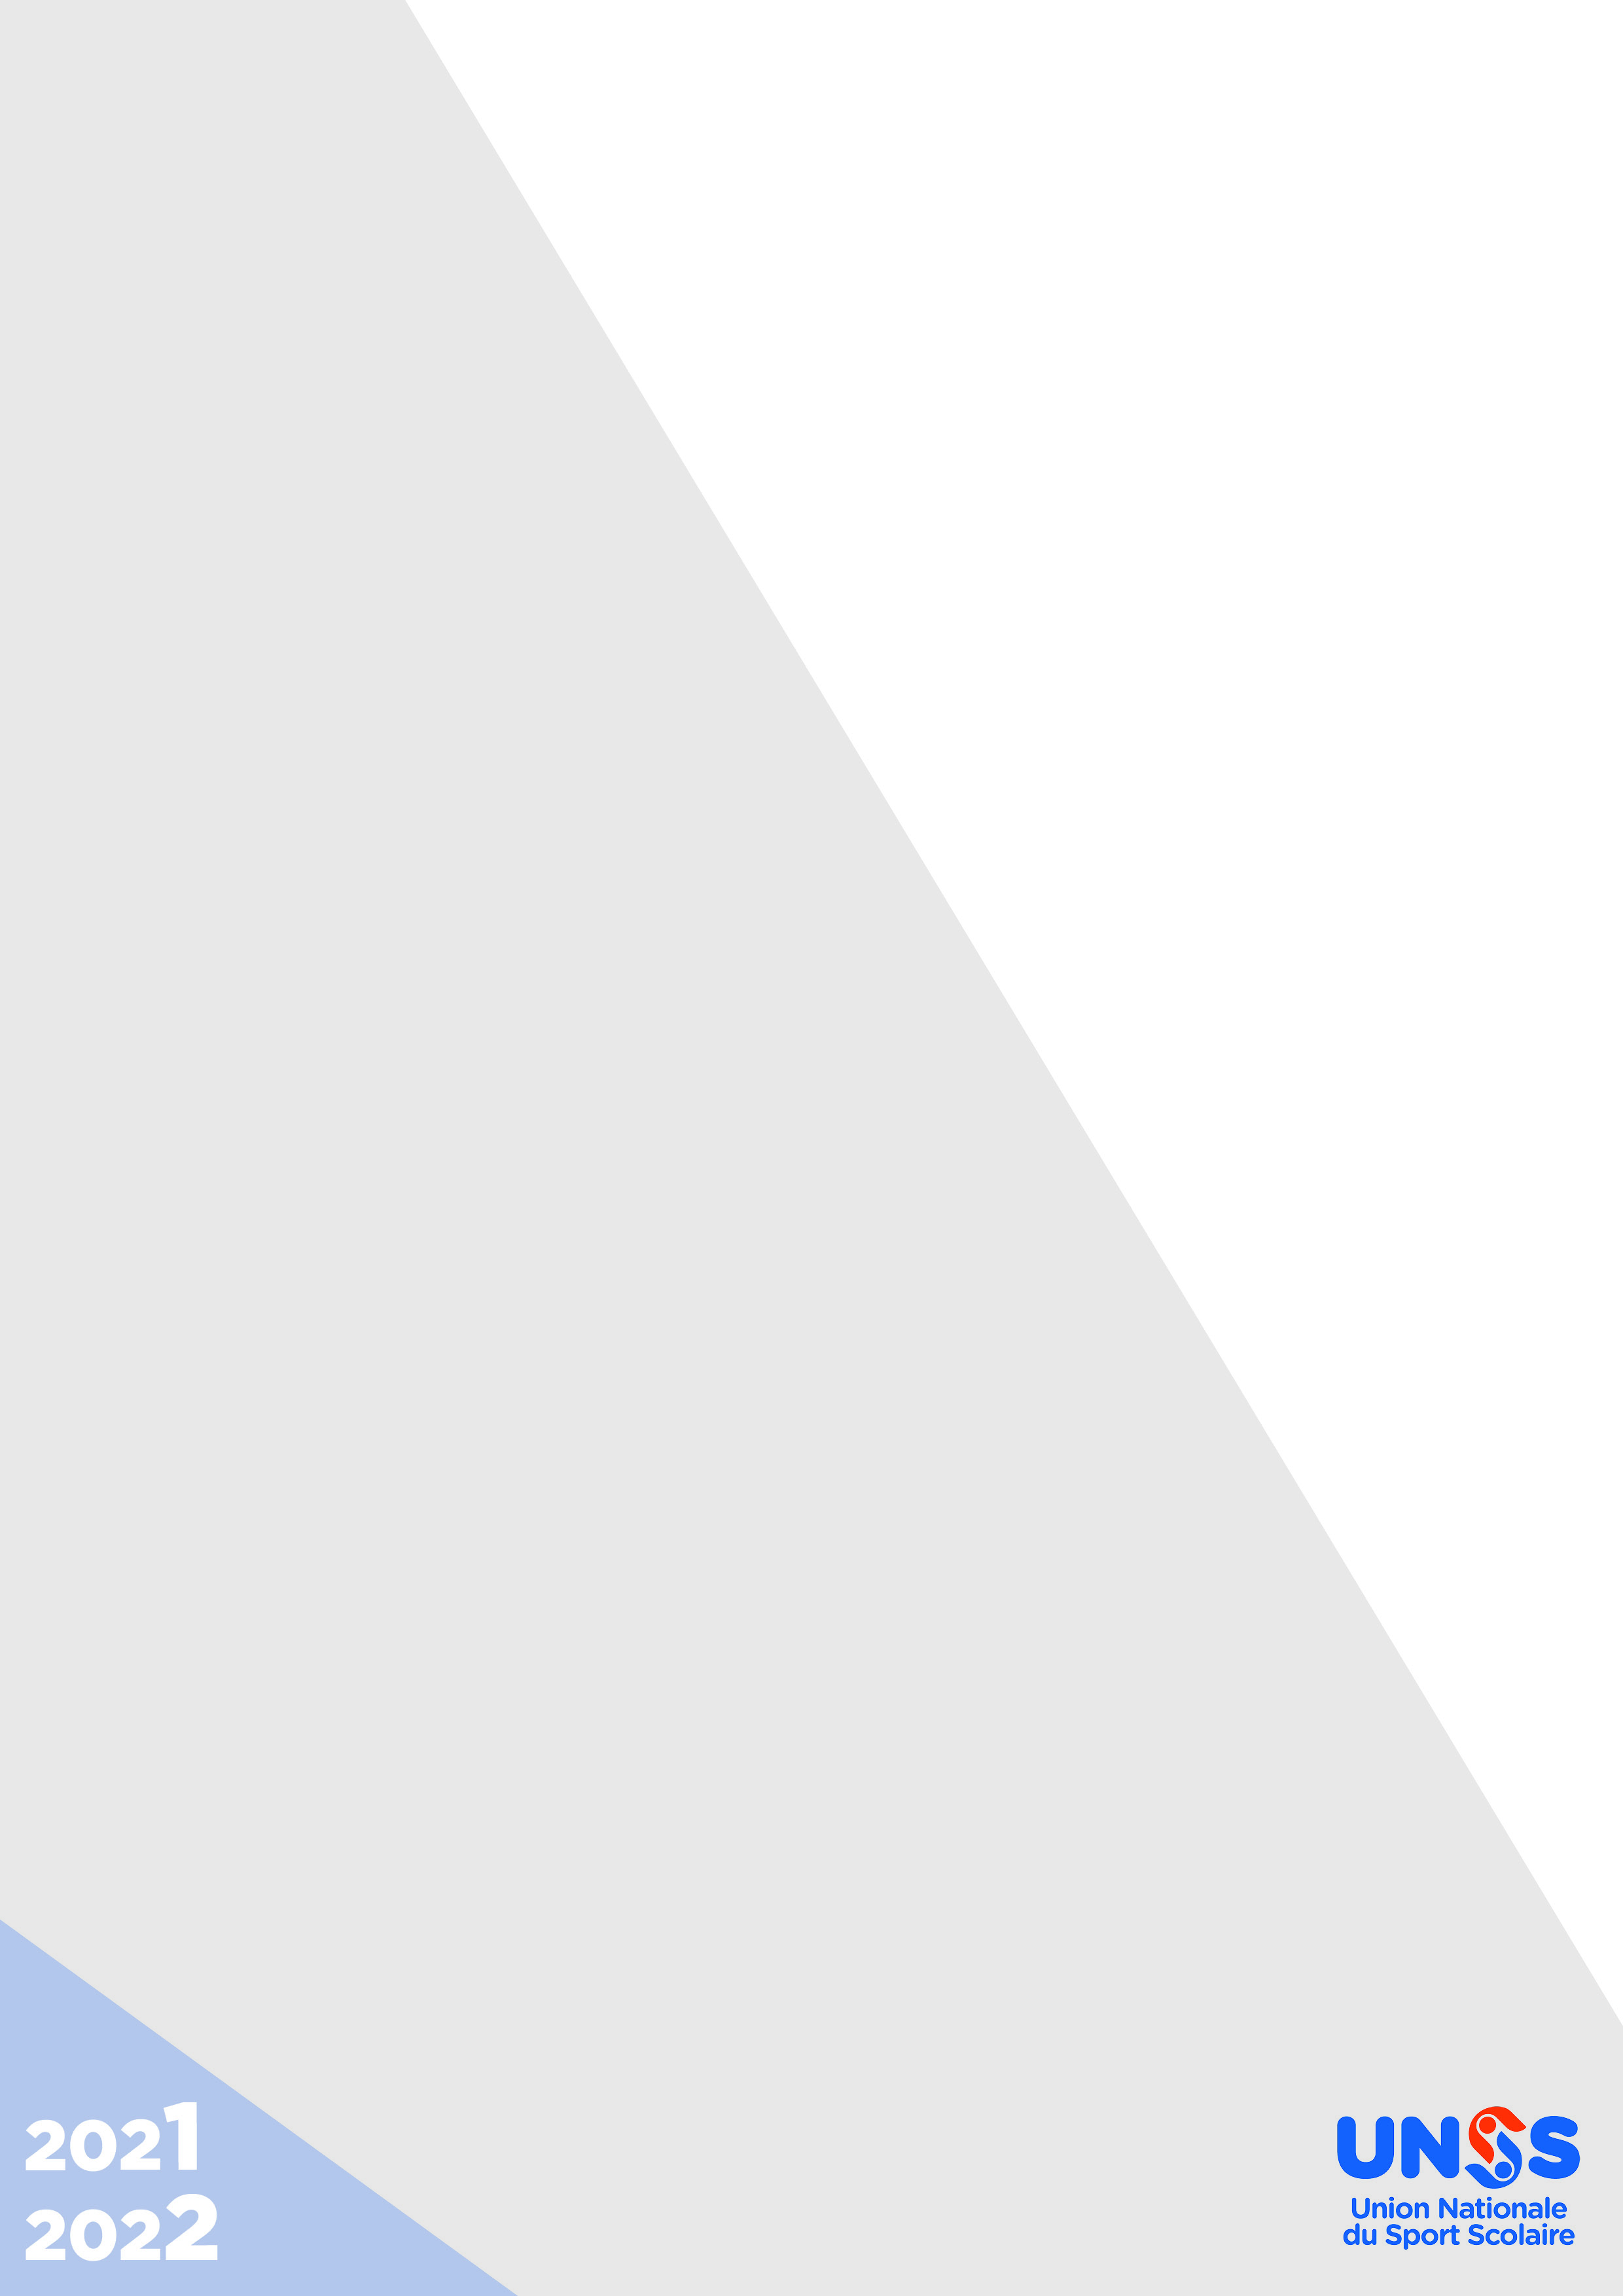 2021
2022
UNSS
Union Nationale
du Sport Scolaire